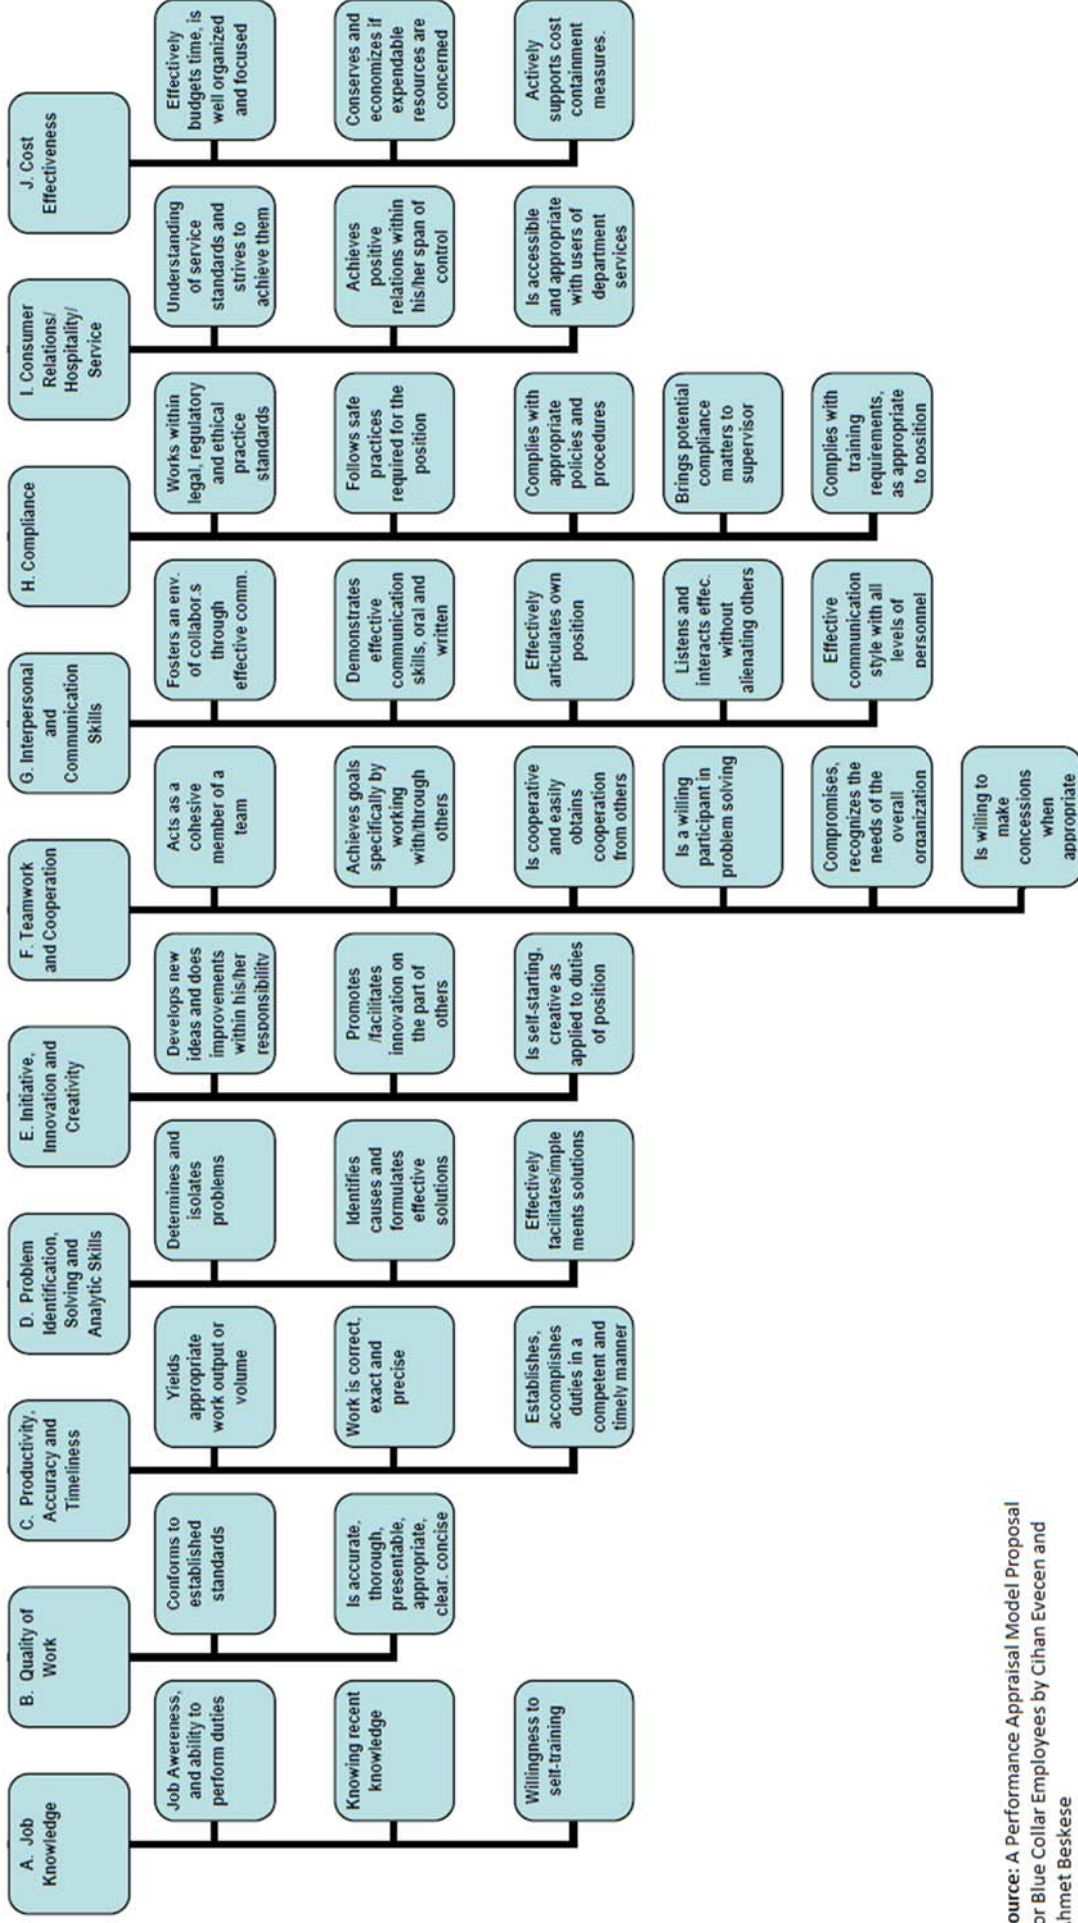 A. Job
Knowledge
Job Awereness,
and ability to
perform duties
Knowing recent
knowledge
Willingness to
self-training
B. Quality of
Work
Conforms to
established
standards
Is accurate,
thorough,
presentable,
appropriate,
clear, concise
C. Productivity,
Accuracy and
Timeliness
Yields
appropriate
work output or
volume
Work is correct,
exact and
precise
Establishes,
accomplishes
duties in a
competent and
timely manner
D. Problem
Identification,
Solving and
Analytic Skills
Determines and
isolates
problems
Identifies
causes and
formulates
effective
solutions
Effectively
facilitates/imple
ments solutions
E. Initiative,
Innovation and
Creativity
Develops new
ideas and does
improvements
within his/her
responsibility
Promotes
/facilitates
innovation on
the part of
others
Is self-starting,
creative as
applied to duties
of position
F. Teamwork
and Cooperation
Acts as a
cohesive
member of a
team
Achieves goals
specifically by
working
with/through
others
Is cooperative
and easily
obtains
cooperation
from others
Is a willing
participant in
problem solving
Compromises,
recognizes the
needs of the
overall
organization
Is willing to
make
concessions
when
appropriate
G. Interpersonal
and
Communication
Skills
Fosters an env.
of collabor.s
through
effective comm.
Demonstrates
effective
communication
skills, oral and
written
Effectively
articulates own
position
Listens and
interacts effec.
without
alienating others
Effective
communication
style with all
levels of
personnel
H. Compliance
Works within
legal, regulatory
and ethical
practice
standards
Follows safe
practices
required for the
position
Complies with
appropriate
policies and
procedures
Brings potential
compliance
matters to
supervisor
Complies with
training
requirements,
as appropriate
to position
I. Consumer
Relations/
Hospitality/
Service
Understanding
of service
standards and
strives to
achieve them
Achieves
positive
relations within
his/her span of
control
Is accessible
and appropriate
with users of
department
services
J. Cost
Effectiveness
Effectively
budgets time, is
well organized
and focused
Conserves and
economizes if
expendable
resources are
concerned
Actively
supports cost
containment
measures.
ource: A Performance Appraisal Model Proposal
or Blue Collar Employees by Cihan Evecen and
hmet Beskese